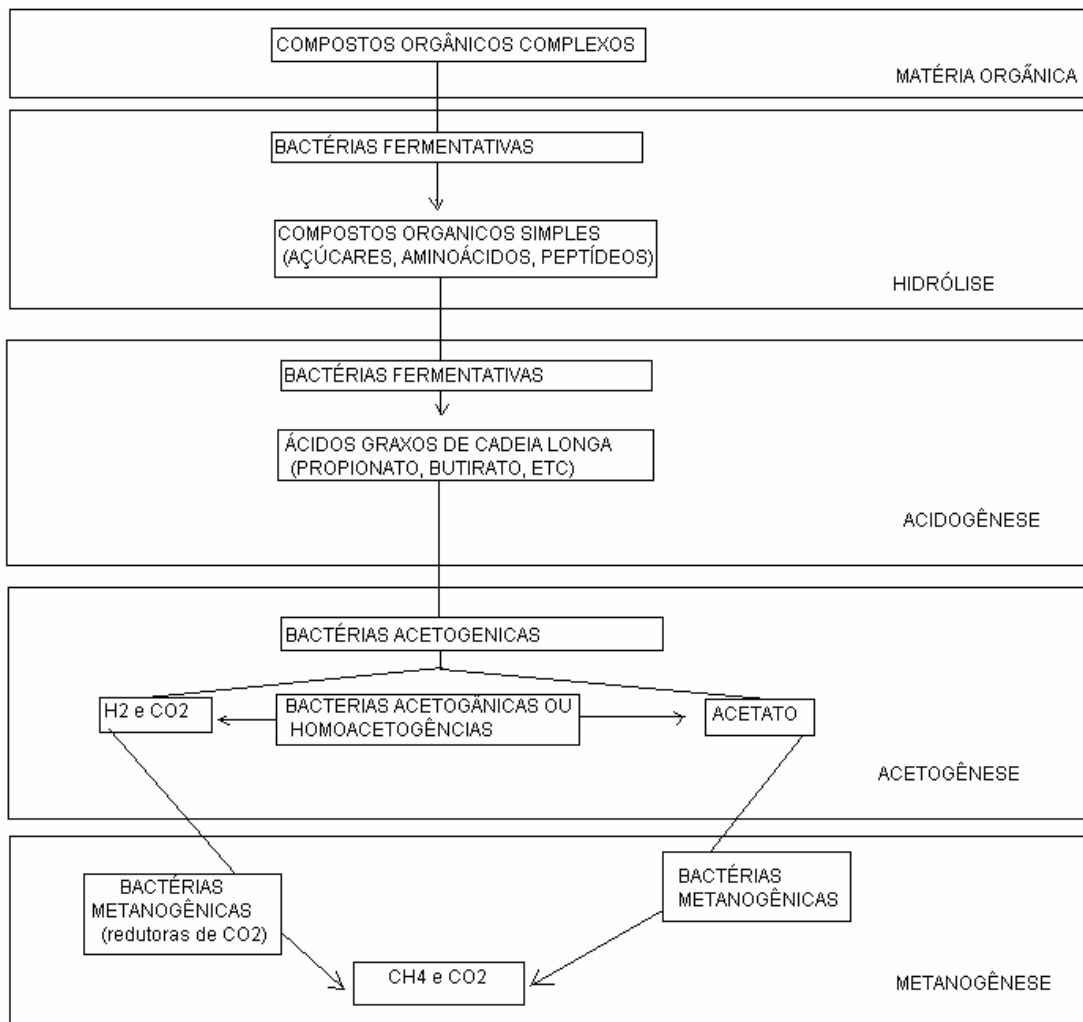 COMPOSTOS ORGÂNICOS COMPLEXOS
MATÉRIA ORGÃNICA
BACTÉRIAS FERMENTATIVAS
COMPOSTOS ORGANICOS SIMPLES
(AÇÚCARES, AMINOÁCIDOS, PEPTÍDEOS)
HIDRÓLISE
BACTÉRIAS FERMENTATIVAS
ÁCIDOS GRAXOS DE CADEIA LONGA
(PROPIONATO, BUTIRATO, ETC)
ACIDOGÊNESE
BACTÉRIAS ACETOGENICAS
H2 e CO2
BACTERIAS ACETOGÂNICAS OU
HOMOACETOGÊNCIAS
ACETATO
ACETOGÊNESE
BACTÉRIAS
METANOGÊNICAS
(redutoras de CO2)
BACTÉRIAS
METANOGÊNICAS
CH4 e CO2
METANOGÊNESE